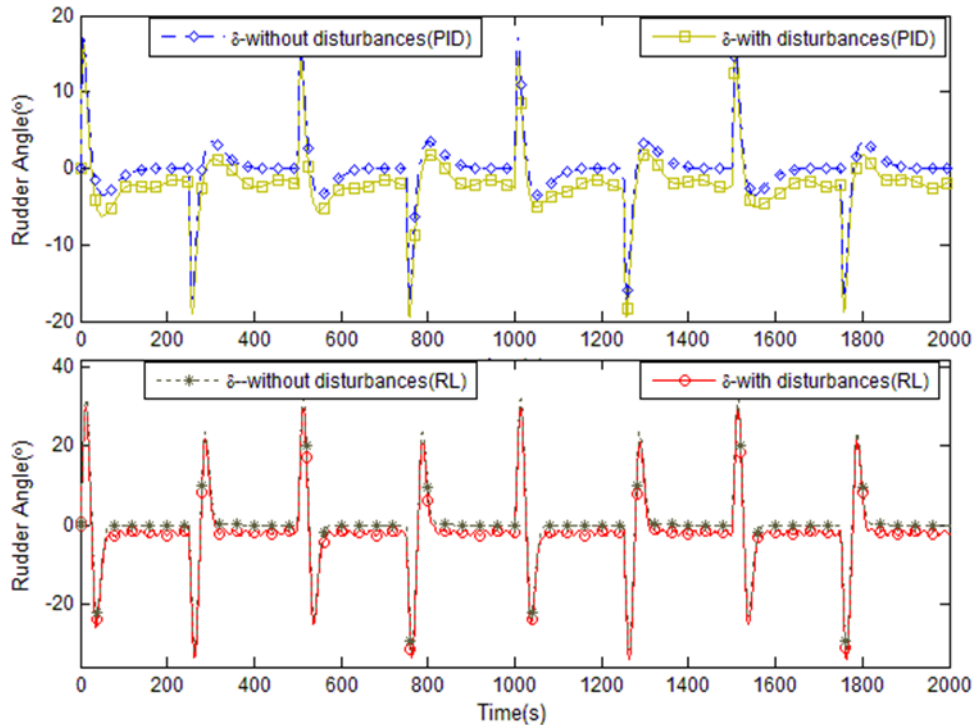 20
δ-without disturbances(PID)
δ-with disturbances(PID)
10
0
-10
-20
Rudder Angle(º)
0 200 400 600 800 1000 1200 1400 1600 1800 2000
40
δ--without disturbances(RL)
δ-with disturbances(RL)
20
0
-20
Rudder Angle(º)
0 200 400 600 800 1000 1200 1400 1600 1800 2000
Time(s)